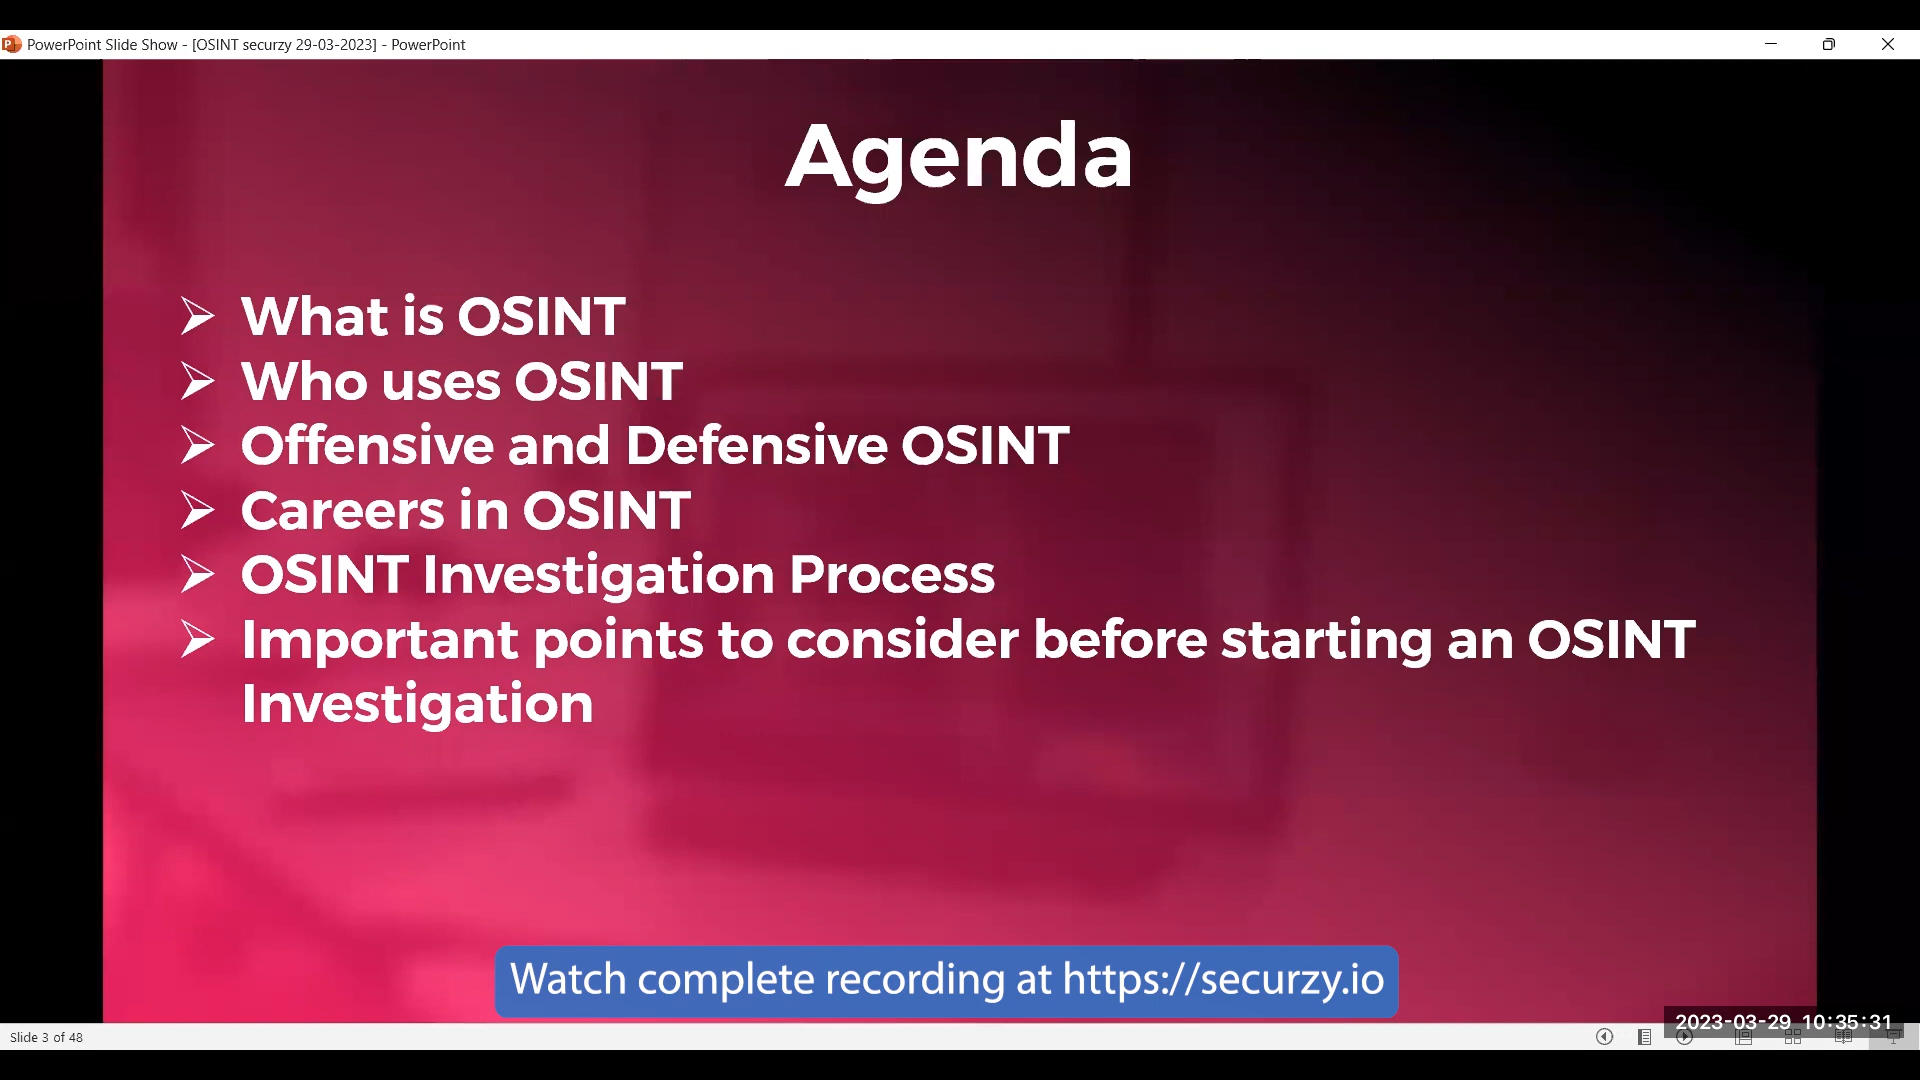 PowerPoint Slide Show - [OSINT securzy 29-03-2023] - PowerPoint
Agenda
➢ What is OSINT
➢ Who uses OSINT
➢ Offensive and Defensive OSINT
➢ Careers in OSINT
➢ OSINT Investigation Process
➢ Important points to consider before starting an OSINT
Investigation
Watch complete recording at https://securzy.io
2023-03-29 10:35:31
Slide 3 of 48